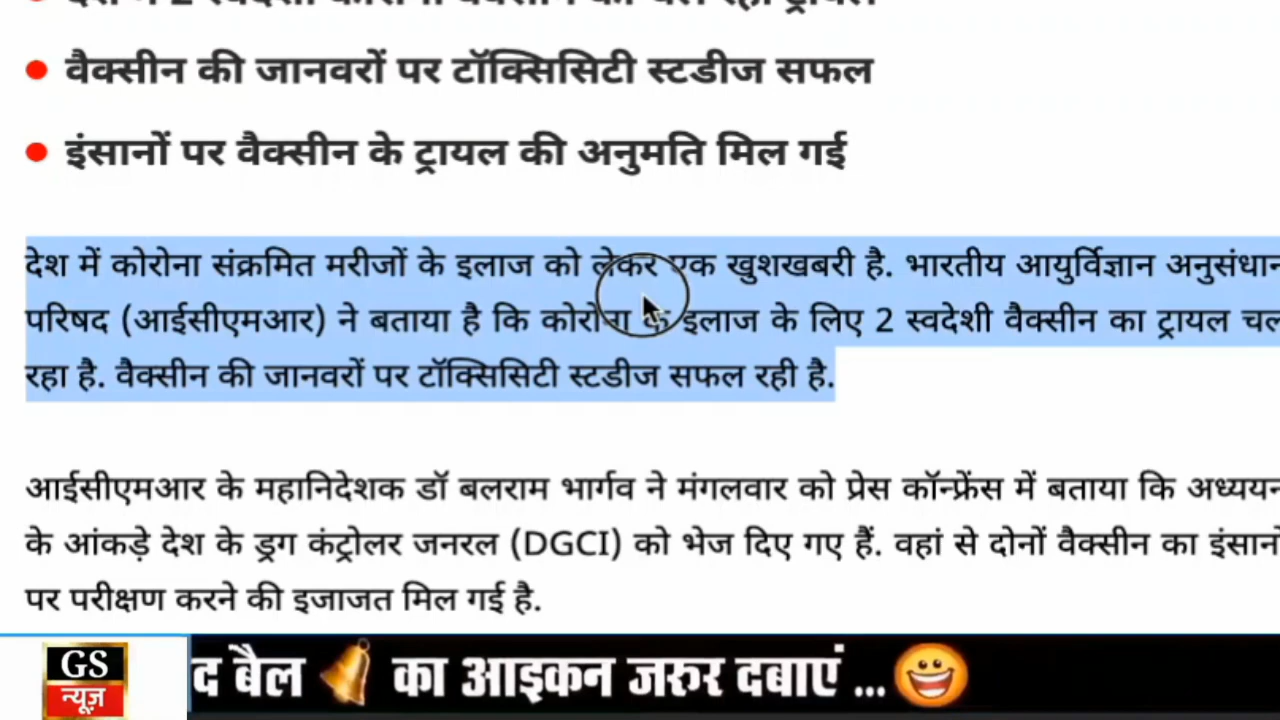 वैक्सीन की जानवरों पर टॉक्सिसिटी स्टडीज सफल
इंसानों पर वैक्सीन के ट्रायल की अनुमति मिल गई
देश में कोरोना संक्रमित मरीजों के इलाज को लेकर एक खुशखबरी है. भारतीय आयुर्विज्ञान अनुसंधान
परिषद (आईसीएमआर) ने बताया है कि कोरोना के इलाज के लिए 2 स्वदेशी वैक्सीन का ट्रायल चल
रहा है. वैक्सीन की जानवरों पर टॉक्सिसिटी स्टडीज सफल रही है.
आईसीएमआर के महानिदेशक डॉ बलराम भार्गव ने मंगलवार को प्रेस कॉन्फ्रेंस में बताया कि अध्ययन
के आंकड़े देश के ड्रग कंट्रोलर जनरल (DGCI) को भेज दिए गए हैं. वहां से दोनों वैक्सीन का इंसानों
पर परीक्षण करने की इजाजत मिल गई है.
GS
न्यूज़
द बैल का आइकन जरुर दबाएं ...